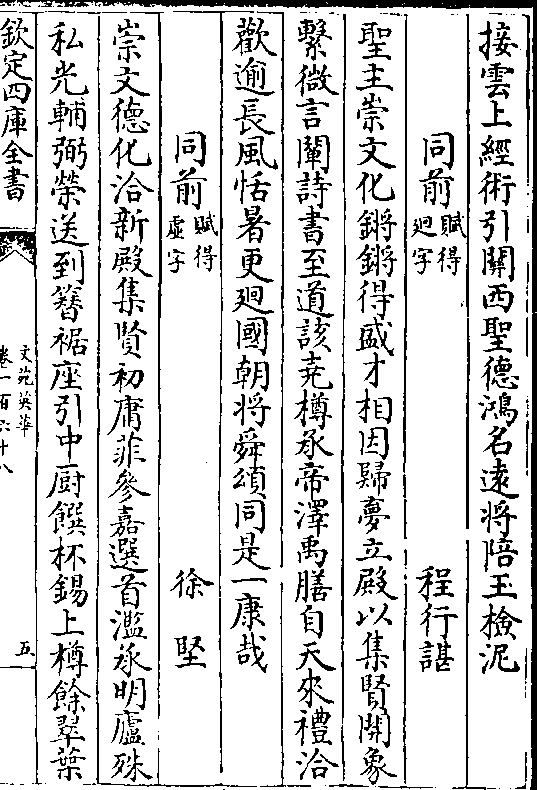 接雲上經術引關西聖德鴻名遠將陪玉檢泥
同前賦得迴字 程行諶
聖主崇文化鏘鏘得盛才相因歸夢立殿以集賢開象
繫微言闡詩書至道該堯樽承帝澤禹膳自天來禮洽
歡逾長風恬暑更迴國朝将舜頌同是一康哉
同前賦得虛字 徐堅
崇文德化洽新殿集賢初庸菲參嘉選首濫承明廬殊
私光輔弼榮送到簪裾座引中厨饌杯錫上樽餘翠葉
欽定四庫全書
文苑英華
卷一百六十八
五